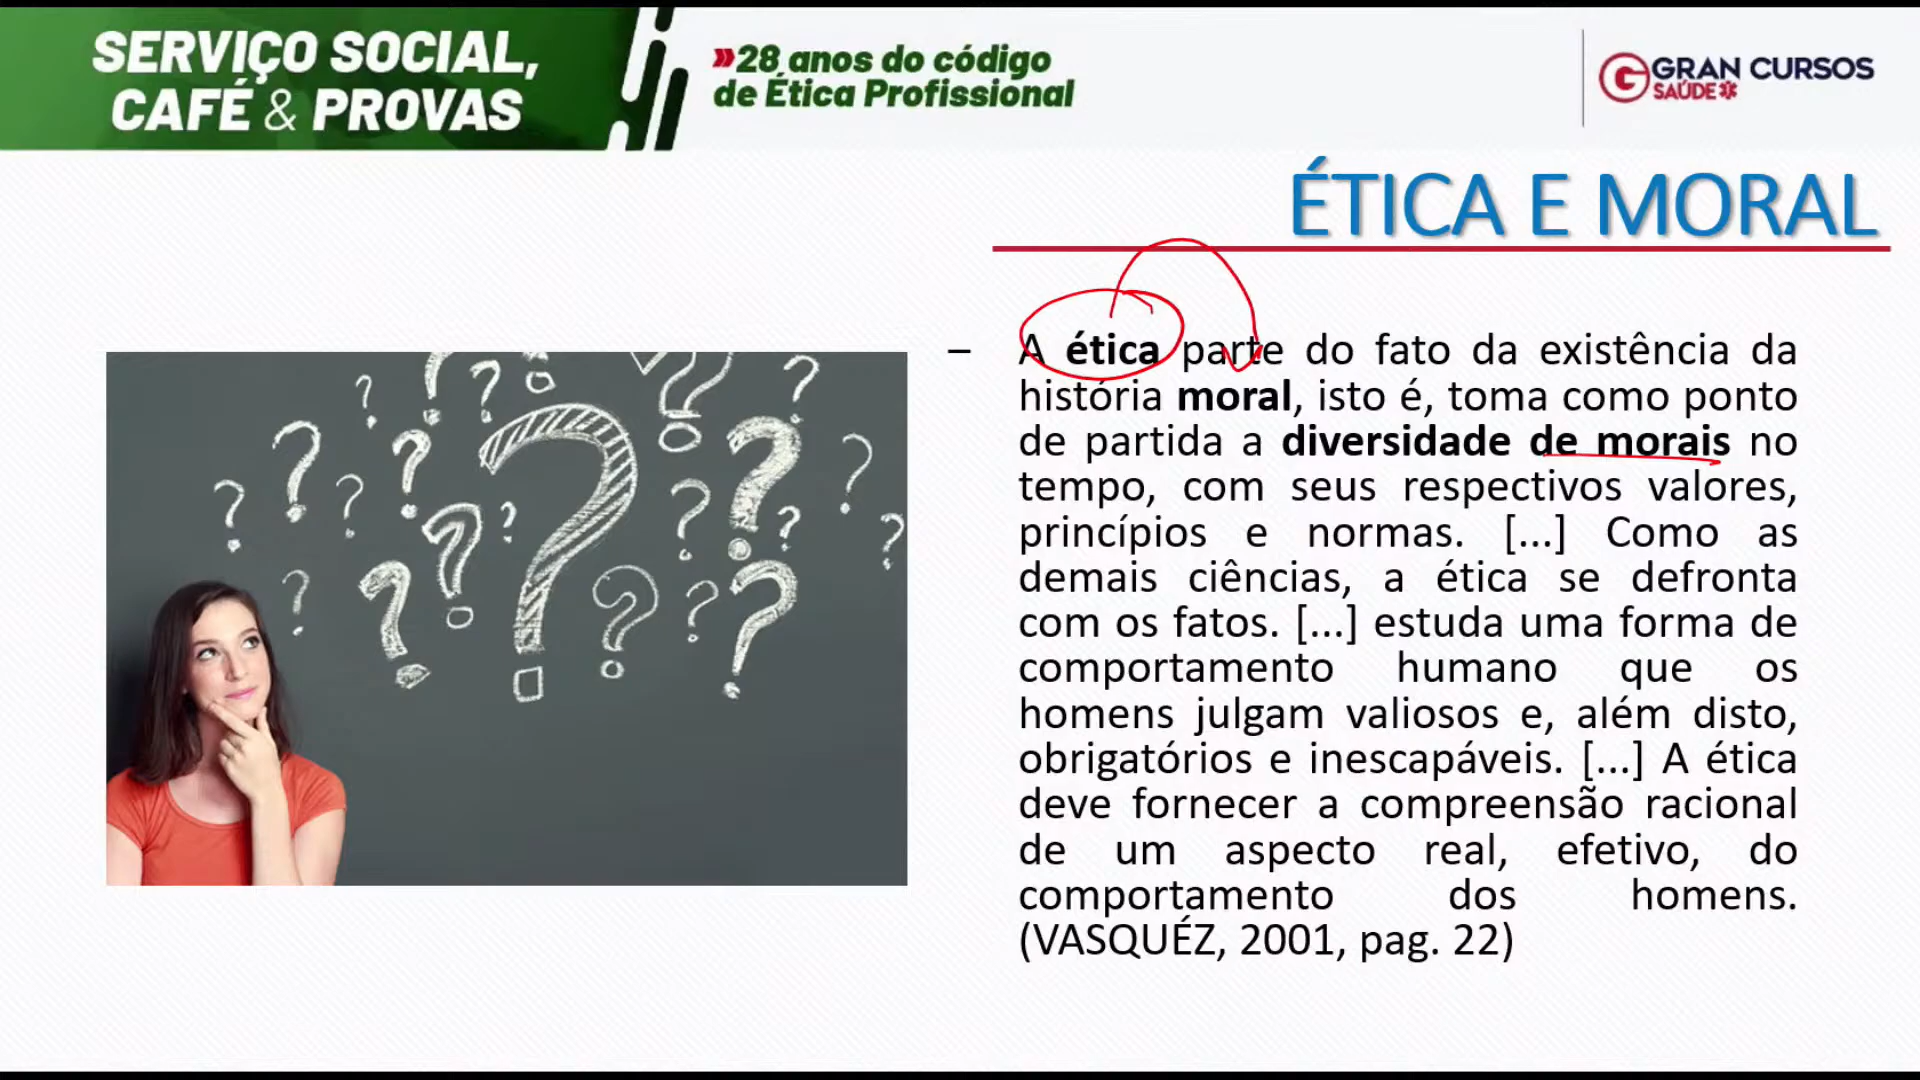 SERVIÇO SOCIAL,
CAFÉ & PROVAS
»28 anos do código
de Ética Profissional
GRAN CURSOS
SAÚDE
ÉTICA E MORAL
– A ética parte do fato da existência da
história moral, isto é, toma como ponto
de partida a diversidade de morais no
tempo, com seus respectivos valores,
princípios e normas. [...] Como as
demais ciências, a ética se defronta
com os fatos. [...] estuda uma forma de
comportamento humano que os
homens julgam valiosos e, além disto,
obrigatórios e inescapáveis. [...] A ética
deve fornecer a compreensão racional
de um aspecto real, efetivo, do
comportamento dos homens.
(VASQUÉZ, 2001, pag. 22)